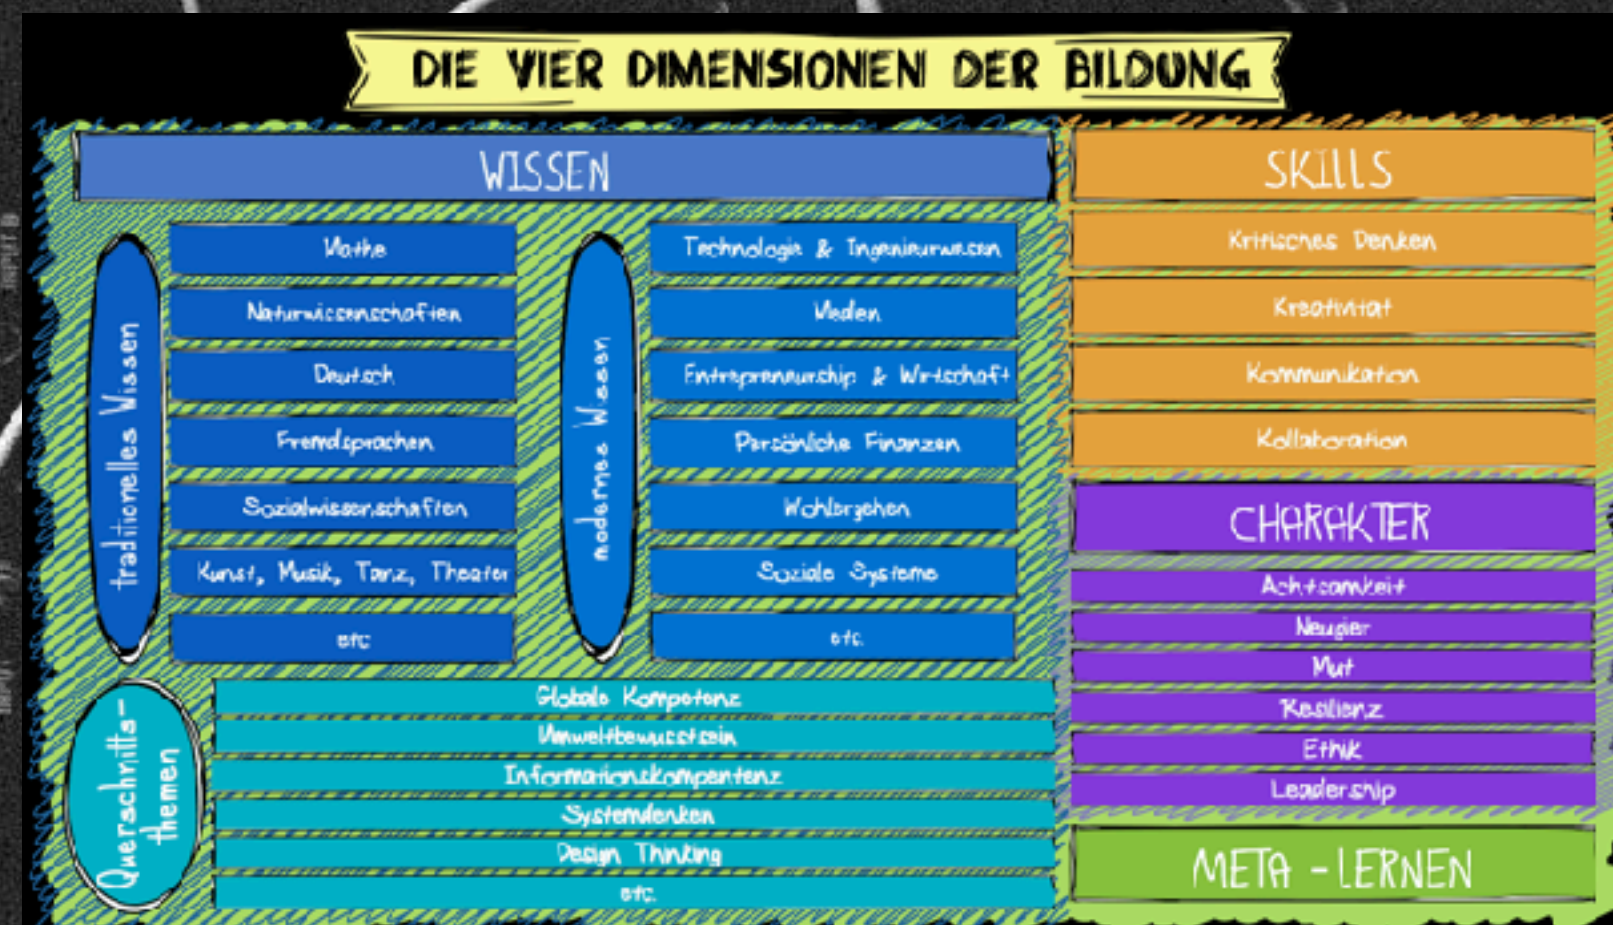 DIE VIER DIMENSIONEN DER BILDUNG
WISSEN
traditionelles Wissen
Mathe
Naturwissenschaften
Deutsch
Fremdsprachen
Sozialwissenschaften
Kunst, Musik, Tanz, Theater
etc
modernes Wissen
Technologie & Ingenieurwesen
Medien
Entrepreneurship & Wirtschaft
Persönliche Finanzen
Wohlergehen
Soziale Systeme
etc.
Querschnitts-
themen
Globale Kompetenz
Umweltbewusstsein
Informationskompentenz
Systemdenken
Design Thinking
etc.
SKILLS
Kritisches Denken
Kreativität
Kommunikation
Kollaboration
CHARAKTER
Achtsamkeit
Neugier
Mut
Resilienz
Ethik
Leadership
META - LERNEN